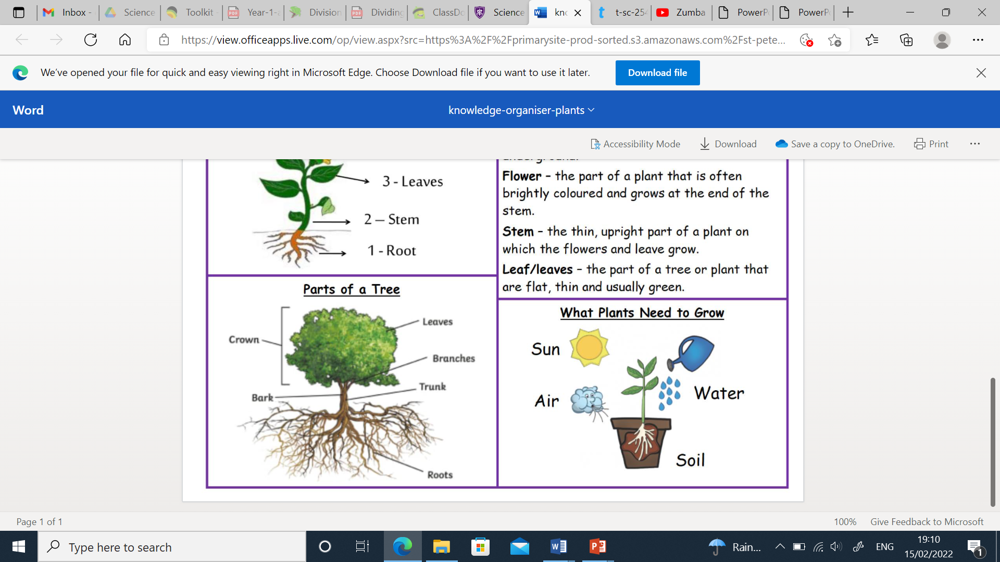 Inbox -
Science
Toolkit -
Year-1-a
Division
Dividing
ClassDo
Science
kno
t-sc-254
Zumba
PowerPo
PowerPo
https://view.officeapps.live.com/op/view.aspx?src=https%3A%2F%2Fprimarysite-prod-sorted.s3.amazonaws.com%2Fst-pete...
We've opened your file for quick and easy viewing right in Microsoft Edge. Choose Download file if you want to use it later.
Download file
Word
knowledge-organiser-plants
Accessibility Mode
Download
Save a copy to OneDrive.
Print
3 - Leaves
2 – Stem
1 - Root
underground.
Flower – the part of a plant that is often
brightly coloured and grows at the end of the
stem.
Stem – the thin, upright part of a plant on
which the flowers and leave grow.
Leaf/leaves – the part of a tree or plant that
are flat, thin and usually green.
Parts of a Tree
Crown
Leaves
Branches
Trunk
Bark
Roots
What Plants Need to Grow
Sun
Air
Water
Soil
Page 1 of 1
100%
Give Feedback to Microsoft
Type here to search
Rain...
ENG
19:10
15/02/2022
1